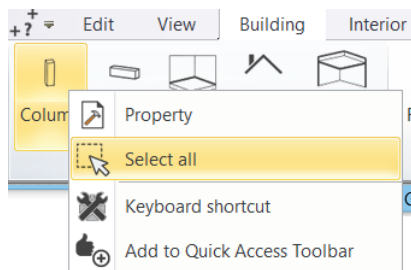 Edit View Building Interior
Colum
Property
Select all
Keyboard shortcut
Add to Quick Access Toolbar